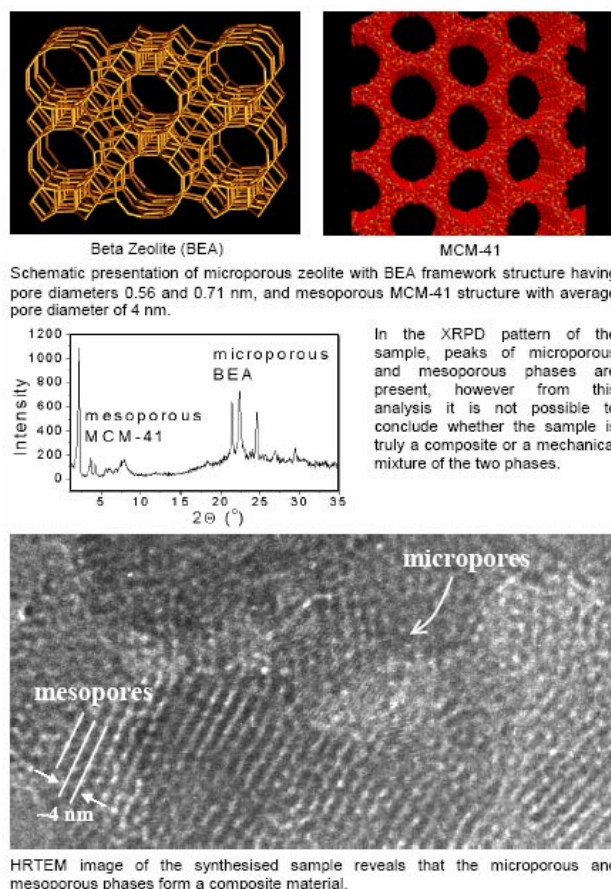 Beta Zeolite (BEA)
MCM-41
Schematic presentation of microporous zeolite with BEA framework structure having
pore diameters 0.56 and 0.71 nm, and mesoporous MCM-41 structure with average
pore diameter of 4 nm.
1200
1000
800
600
400
200
0
Intensity
microporous
BEA
mesoporous
MCM-41
5 10 15 20 25 30 35
2Θ (°)
In the XRPD pattern of the
sample, peaks of microporous
and mesoporous phases are
present, however from this
analysis it is not possible to
conclude whether the sample is
truly a composite or a mechanical
mixture of the two phases.
micropores
mesopores
~4 nm
HRTEM image of the synthesised sample reveals that the microporous and
mesoporous phases form a composite material.